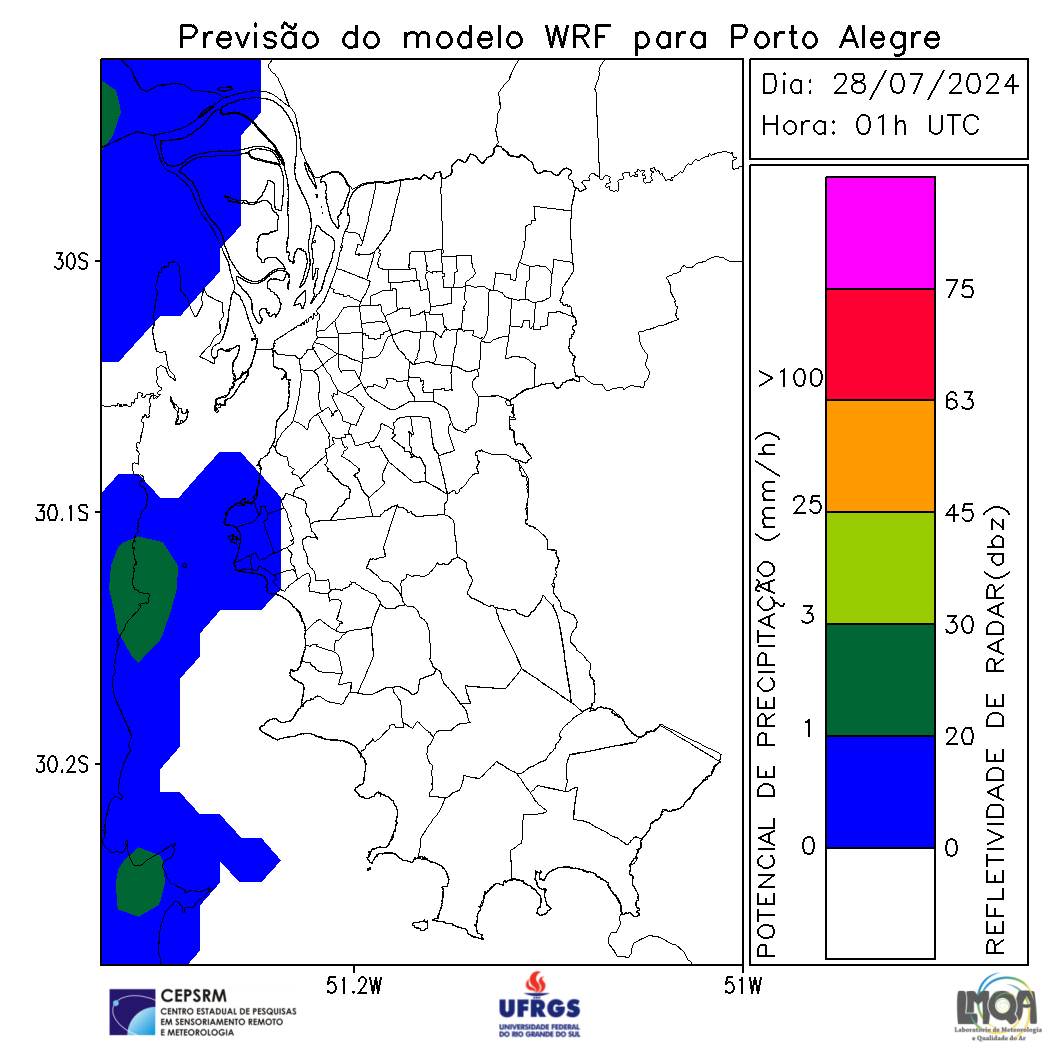 Previsão do modelo WRF para Porto Alegre
Dia: 28/07/2024
Hora: 01h UTC
30S
30.1S
30.2S
51.2W
51W
POTENCIAL DE PRECIPITAÇÃO (mm/h)
>100
25
3
1
0
75
63
45
30
20
0
REFLETIVIDADE DE RADAR(dbz)
CEPSRM
CENTRO ESTADUAL DE PESQUISAS
EM SENSORIAMENTO REMOTO
E METEOROLOGIA
UFRGS
UNIVERSIDADE FEDERAL
DO RIO GRANDE DO SUL
LMQA
Laboratório de Meteorologia
e Qualidade do Ar